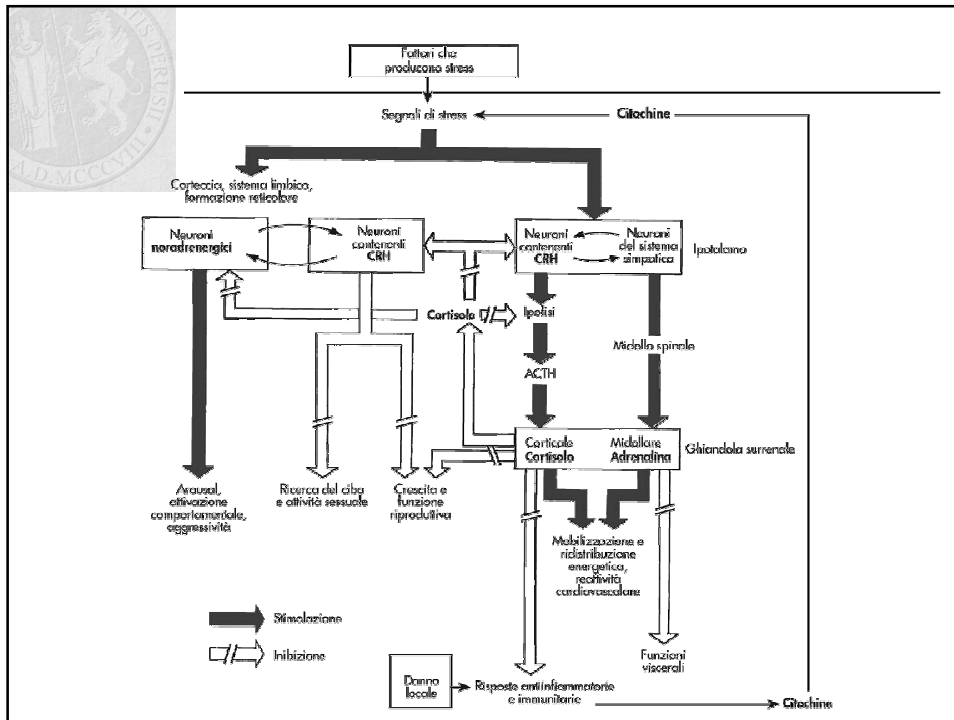 Fattori che
producono stress
Segnali di stress
Citochine
Corteccia, sistema limbico,
formazione reticolare
Neuroni
noradrenergici
Neuroni
contenenti
CRH
Neuroni
contenenti
CRH
Neuroni
del sistema
simpatico
Ipotalamo
Cortisolo
Ipofisi
Midollo spinale
ACTH
Corticale
Cortisolo
Midollare
Adrenalina
Ghiandola surrenale
Arousal,
attivazione
comportamentale,
aggressività
Ricerca del cibo
e attività sessuale
Crescita e
funzione
riproduttiva
Mobilizzazione e
ridistribuzione
energetica,
reattività
cardiovascolare
Stimolazione
Inibizione
Funzioni
viscerali
Danno
locale
Risposte antiinfiammatorie
e immunitarie
Citochine
A.D.MCCCVIII